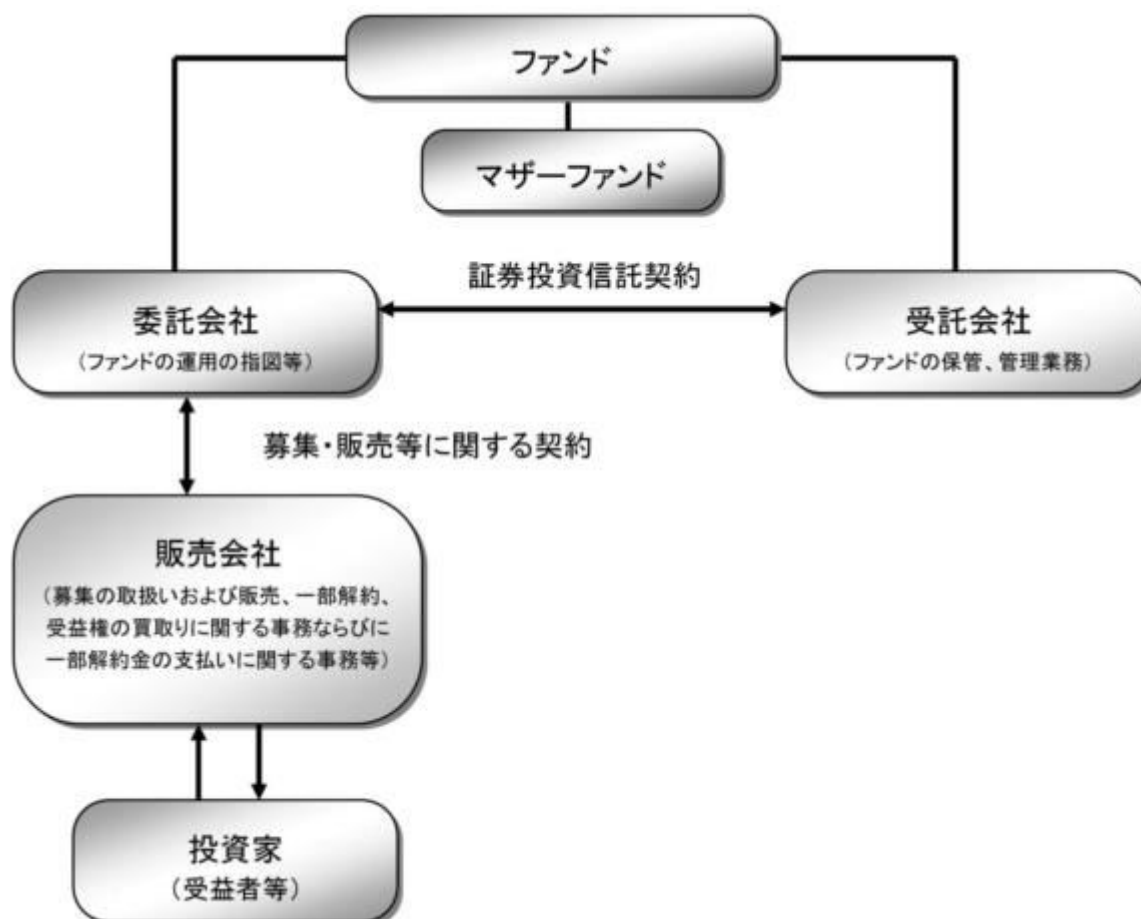 ファンド
マザーファンド
証券投資信託契約
委託会社
（ファンドの運用の指図等）
受託会社
（ファンドの保管、管理業務）
募集・販売等に関する契約
販売会社
（募集の取扱いおよび販売、一部解約、
受益権の買取りに関する事務ならびに
一部解約金の支払いに関する事務等）
投資家
（受益者等）